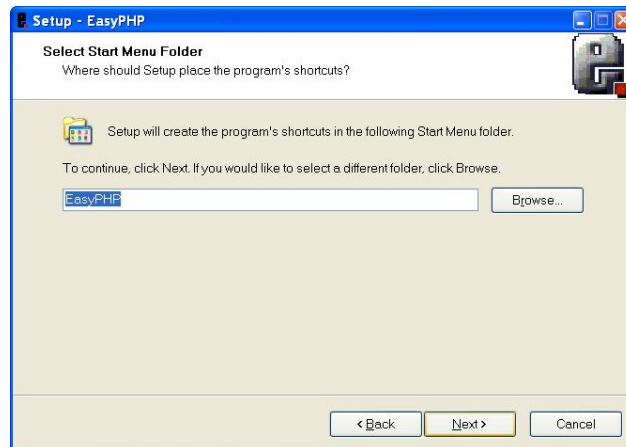 Setup - EasyPHP
Select Start Menu Folder
Where should Setup place the program's shortcuts?
Setup will create the program's shortcuts in the following Start Menu folder.
To continue, click Next. If you would like to select a different folder, click Browse.
EasyPHP
Browse...
< Back
Next >
Cancel